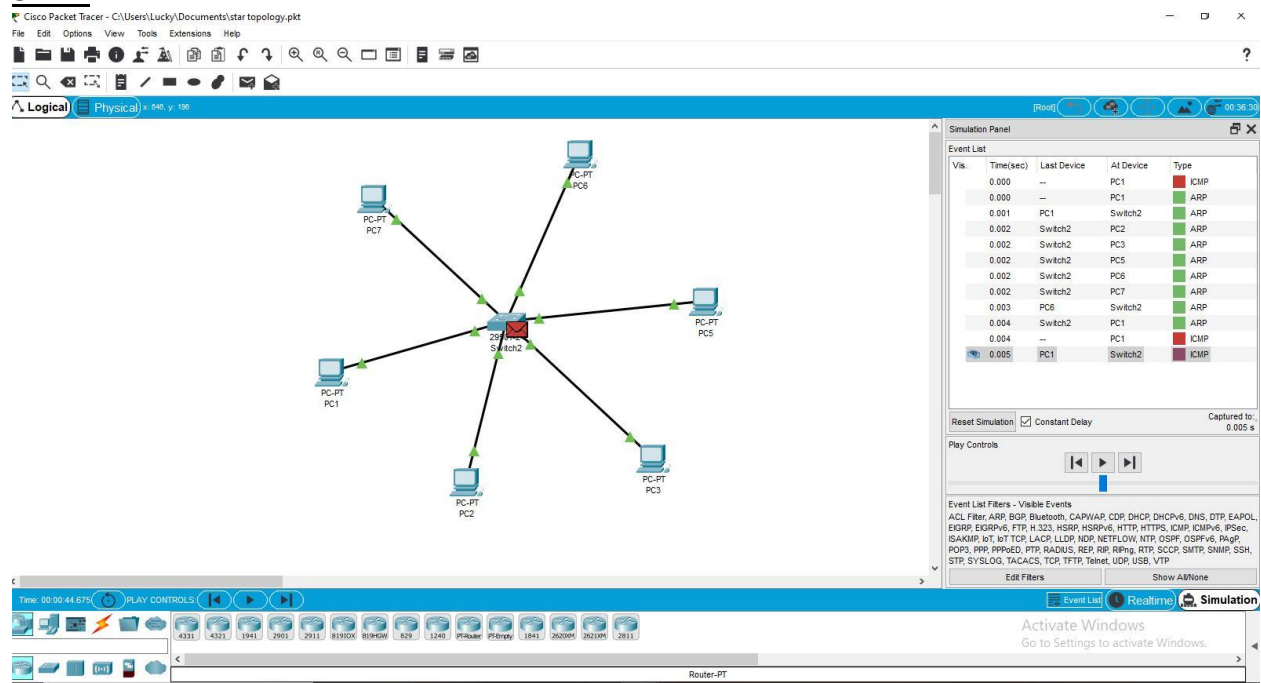 Cisco Packet Tracer - C:\Users\Lucky\Documents\star topology.pkt
File Edit Options View Tools Extensions Help
?
Logical Physical x: 646, y: 196 [Root] 00:36:30
PC-PT
PC6
PC-PT
PC7
PC-PT
PC5
Switch2
PC-PT
PC1
PC-PT
PC3
PC-PT
PC2
Simulation Panel
Event List
Vis. Time(sec) Last Device At Device Type
0.000 -- PC1 ICMP
0.000 -- PC1 ARP
0.001 PC1 Switch2 ARP
0.002 Switch2 PC2 ARP
0.002 Switch2 PC3 ARP
0.002 Switch2 PC5 ARP
0.002 Switch2 PC6 ARP
0.002 Switch2 PC7 ARP
0.003 PC6 Switch2 ARP
0.004 Switch2 PC1 ARP
0.004 -- PC1 ICMP
0.005 PC1 Switch2 ICMP
Reset Simulation Constant Delay Captured to:
0.005 s
Play Controls
Event List Filters - Visible Events
ACL Filter, ARP, BGP, Bluetooth, CAPWAP, CDP, DHCP, DHCPv6, DNS, DTP, EAPOL,
EIGRP, EIGRPv6, FTP, H.323, HSRP, HSRPv6, HTTP, HTTPS, ICMP, ICMPv6, IPSec,
ISAKMP, IoT, IoT TCP, LACP, LLDP, NDP, NETFLOW, NTP, OSPF, OSPFv6, PAgP,
POP3, PPP, PPPoED, PTP, RADIUS, REP, RIP, RIPng, RTP, SCCP, SMTP, SNMP, SSH,
STP, SYSLOG, TACACS, TCP, TFTP, Telnet, UDP, USB, VTP
Edit Filters Show All/None
Time: 00:00:44.675 PLAY CONTROLS: Event List Realtime Simulation
4331 4321 1941 2901 2911 819IOX 819HGW 829 1240 PT-Router PT-Empty 1841 2620XM 2621XM 2811
Activate Windows
Go to Settings to activate Windows.
Router-PT